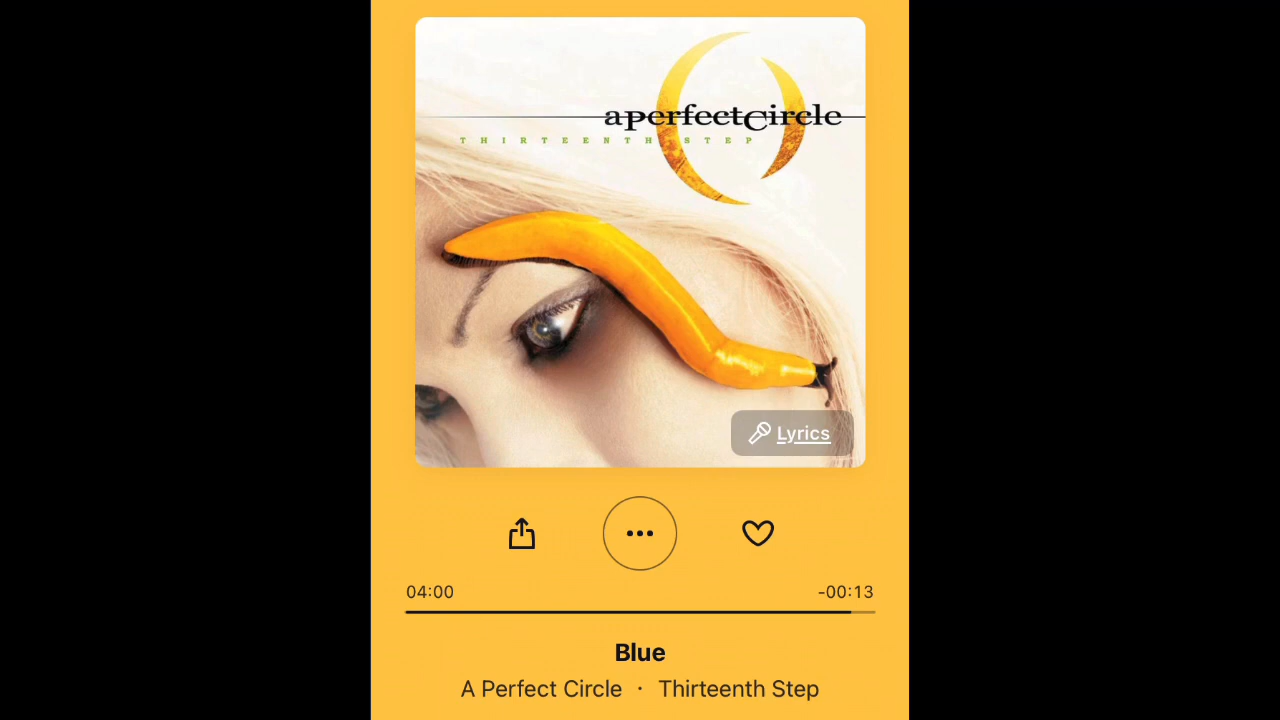 aperfectcircle
THIRTEENTH STEP
Lyrics
04:00 -00:13
Blue
A Perfect Circle · Thirteenth Step